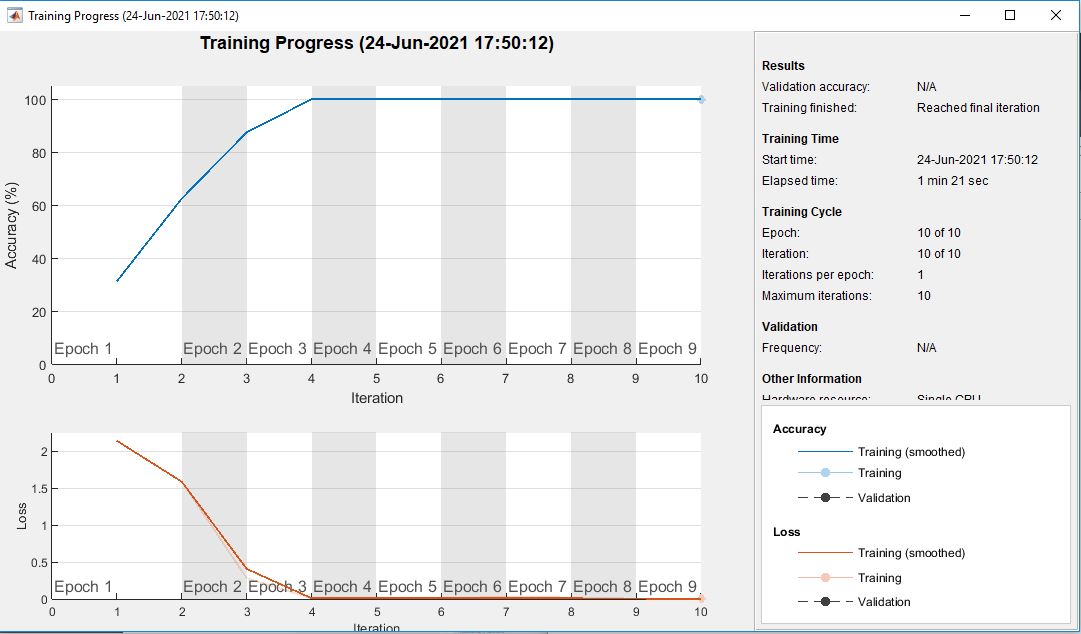 Training Progress (24-Jun-2021 17:50:12)
Training Progress (24-Jun-2021 17:50:12)
100
80
60
40
20
0
Accuracy (%)
Epoch 1 Epoch 2 Epoch 3 Epoch 4 Epoch 5 Epoch 6 Epoch 7 Epoch 8 Epoch 9
0 1 2 3 4 5 6 7 8 9 10
Iteration
2
1.5
1
0.5
0
Loss
Epoch 1 Epoch 2 Epoch 3 Epoch 4 Epoch 5 Epoch 6 Epoch 7 Epoch 8 Epoch 9
0 1 2 3 4 5 6 7 8 9 10
Iteration
Results
Validation accuracy: N/A
Training finished: Reached final iteration
Training Time
Start time: 24-Jun-2021 17:50:12
Elapsed time: 1 min 21 sec
Training Cycle
Epoch: 10 of 10
Iteration: 10 of 10
Iterations per epoch: 1
Maximum iterations: 10
Validation
Frequency: N/A
Other Information
Hardware resource: Single CPU
Accuracy
Training (smoothed)
Training
Validation
Loss
Training (smoothed)
Training
Validation